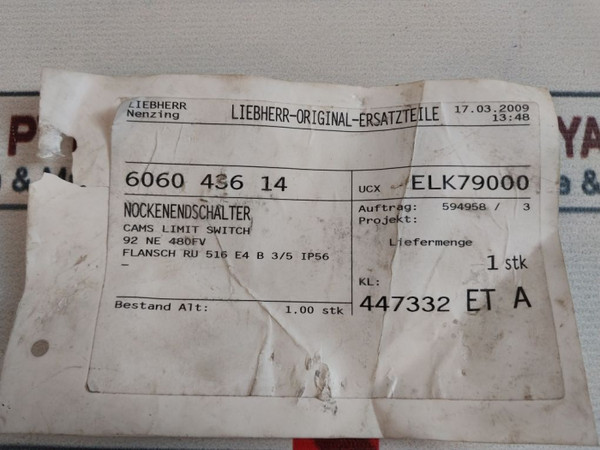 LIEBHERR
Nenzing
LIEBHERR-ORIGINAL-ERSATZTEILE
17.03.2009
13:48
6060 436 14
UCX ELK79000
NOCKENENDSCHALTER
CAMS LIMIT SWITCH
92 NE 480FV
FLANSCH RU 516 E4 B 3/5 IP56
–
Auftrag: 594958 / 3
Projekt:
Liefermenge
1 stk
Bestand Alt: 1.00 stk
KL:
447332 ET A
YA